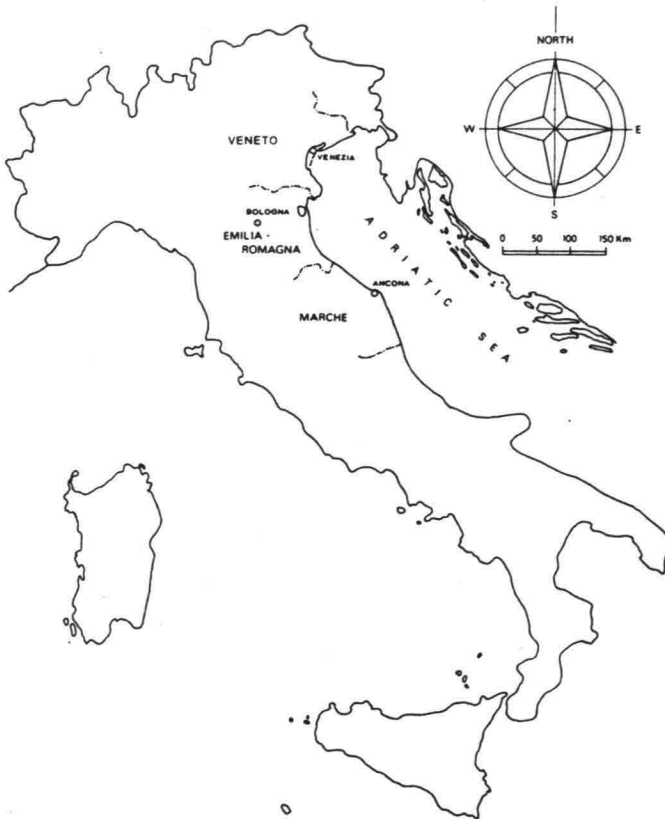 NORTH
W
E
S
0 50 100 150 Km
VENETO
VENEZIA
BOLOGNA
EMILIA-
ROMAGNA
ADRIATIC SEA
ANCONA
MARCHE